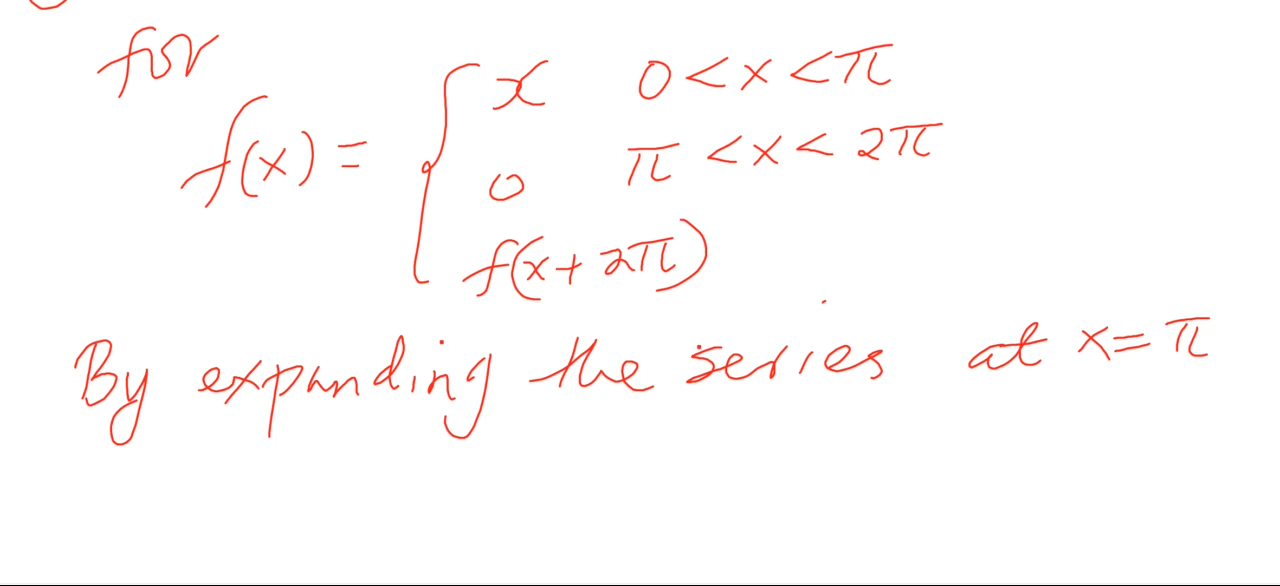 for
f(x) = { x 0 < x < π
0 π < x < 2π
f(x + 2π)
By expanding the series at x = π